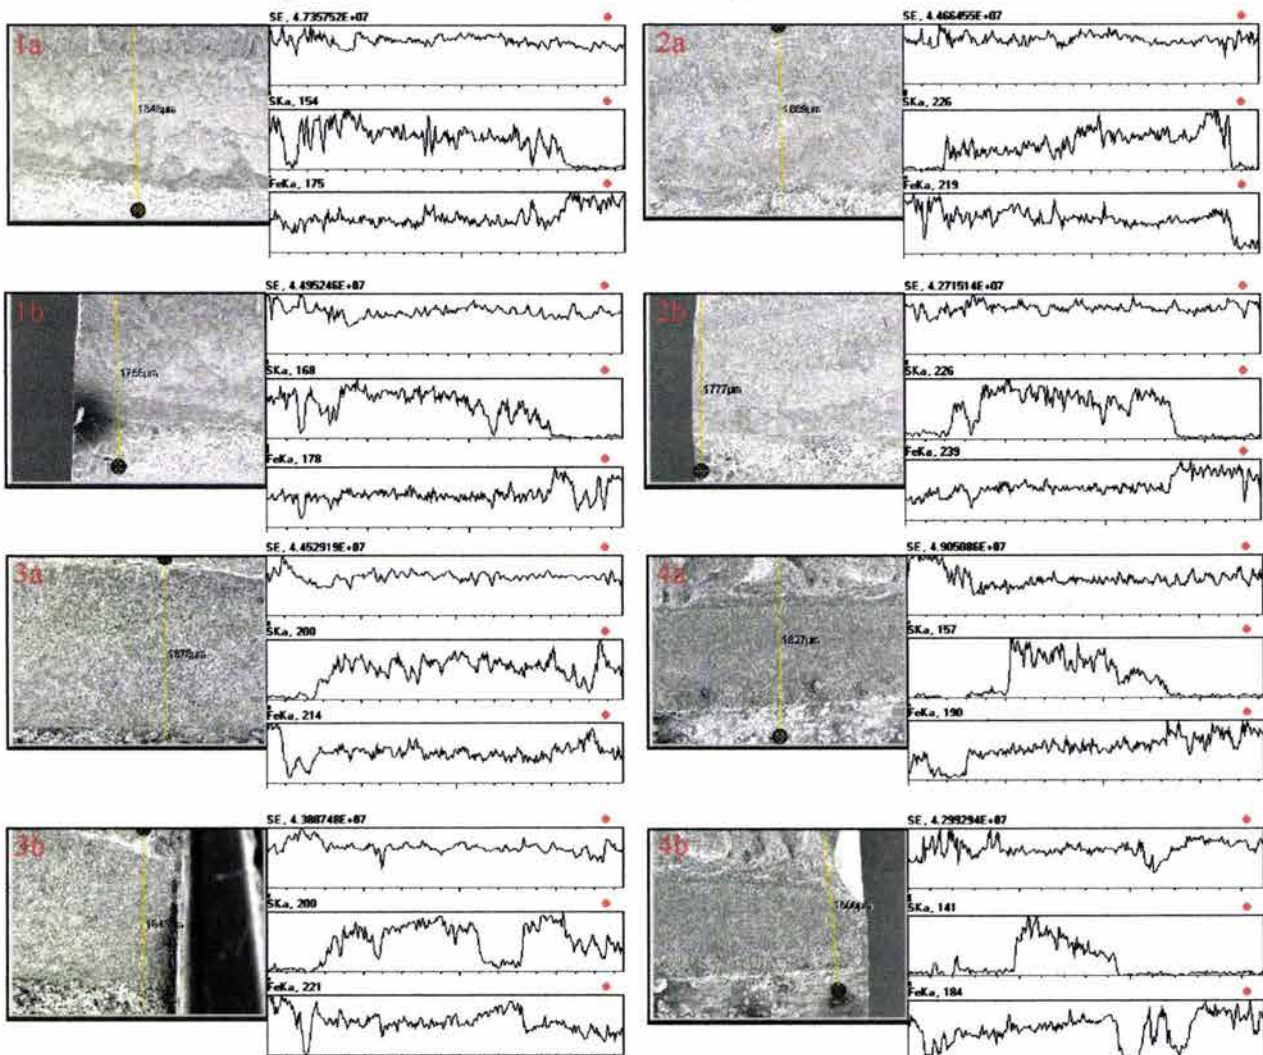 SE, 4.735752E+07
1a
SKa, 154
FeKa, 175
SE, 4.466455E+07
2a
SKa, 226
FeKa, 219
SE, 4.495246E+07
1b
SKa, 168
FeKa, 178
SE, 4.271514E+07
2b
SKa, 226
1777µm
FeKa, 239
SE, 4.452919E+07
3a
SKa, 200
FeKa, 214
SE, 4.905086E+07
4a
SKa, 157
FeKa, 190
SE, 4.388748E+07
3b
SKa, 200
FeKa, 221
SE, 4.299294E+07
4b
SKa, 141
FeKa, 184